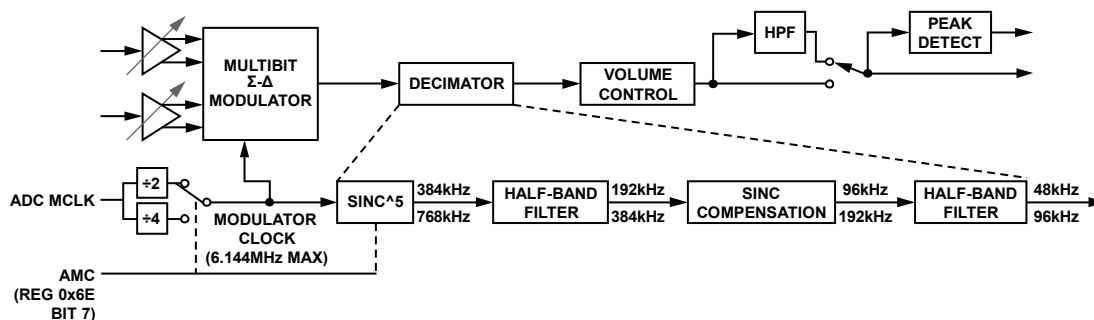 HPF
PEAK
DETECT
MULTIBIT
Σ-Δ
MODULATOR
DECIMATOR
VOLUME
CONTROL
ADC MCLK
÷2
÷4
MODULATOR
CLOCK
(6.144MHz MAX)
SINC^5
384kHz
768kHz
HALF-BAND
FILTER
192kHz
384kHz
SINC
COMPENSATION
96kHz
192kHz
HALF-BAND
FILTER
48kHz
96kHz
AMC
(REG 0x6E
BIT 7)